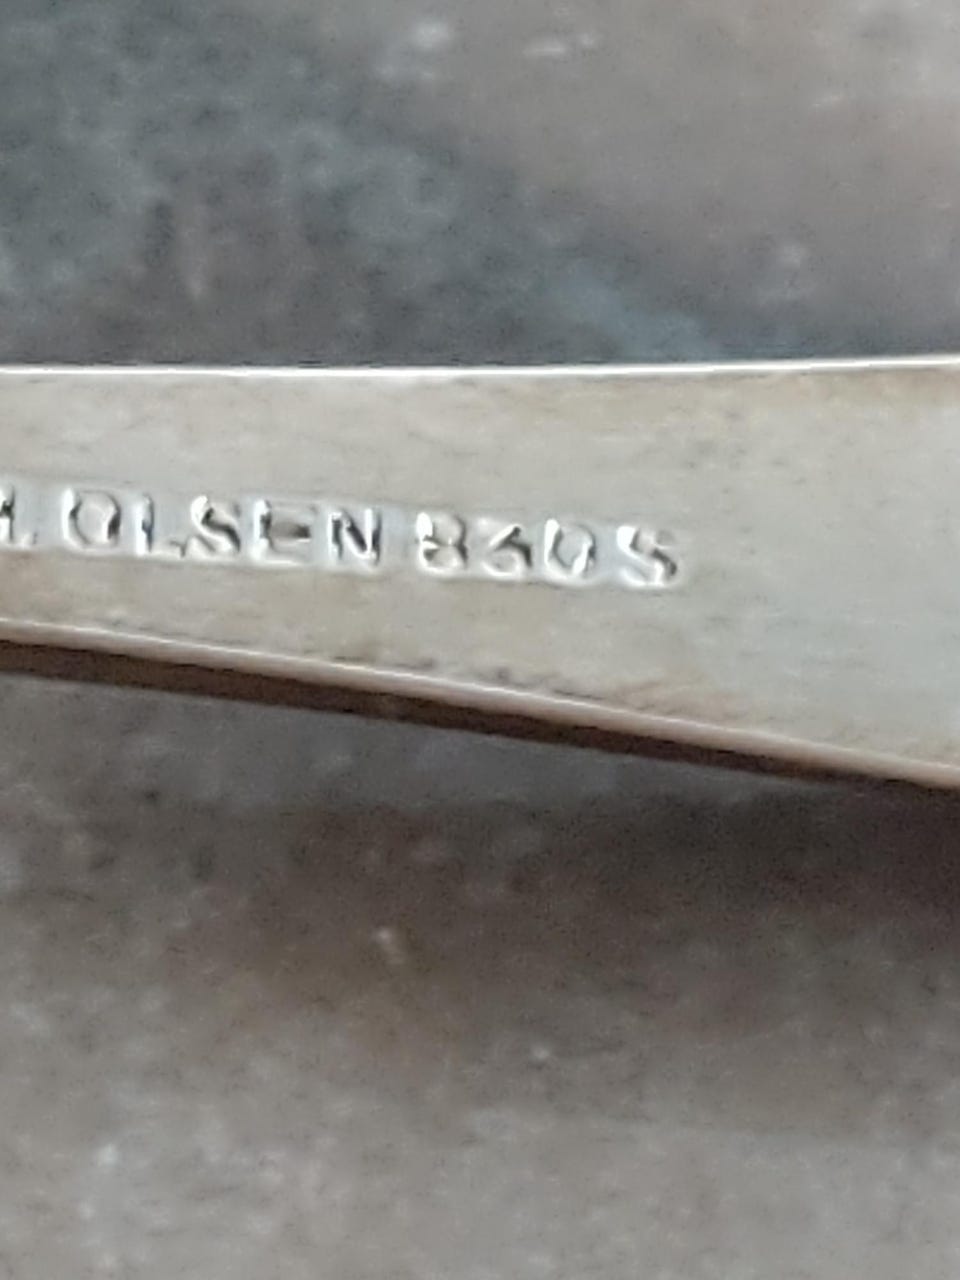 . OLSEN 830 S